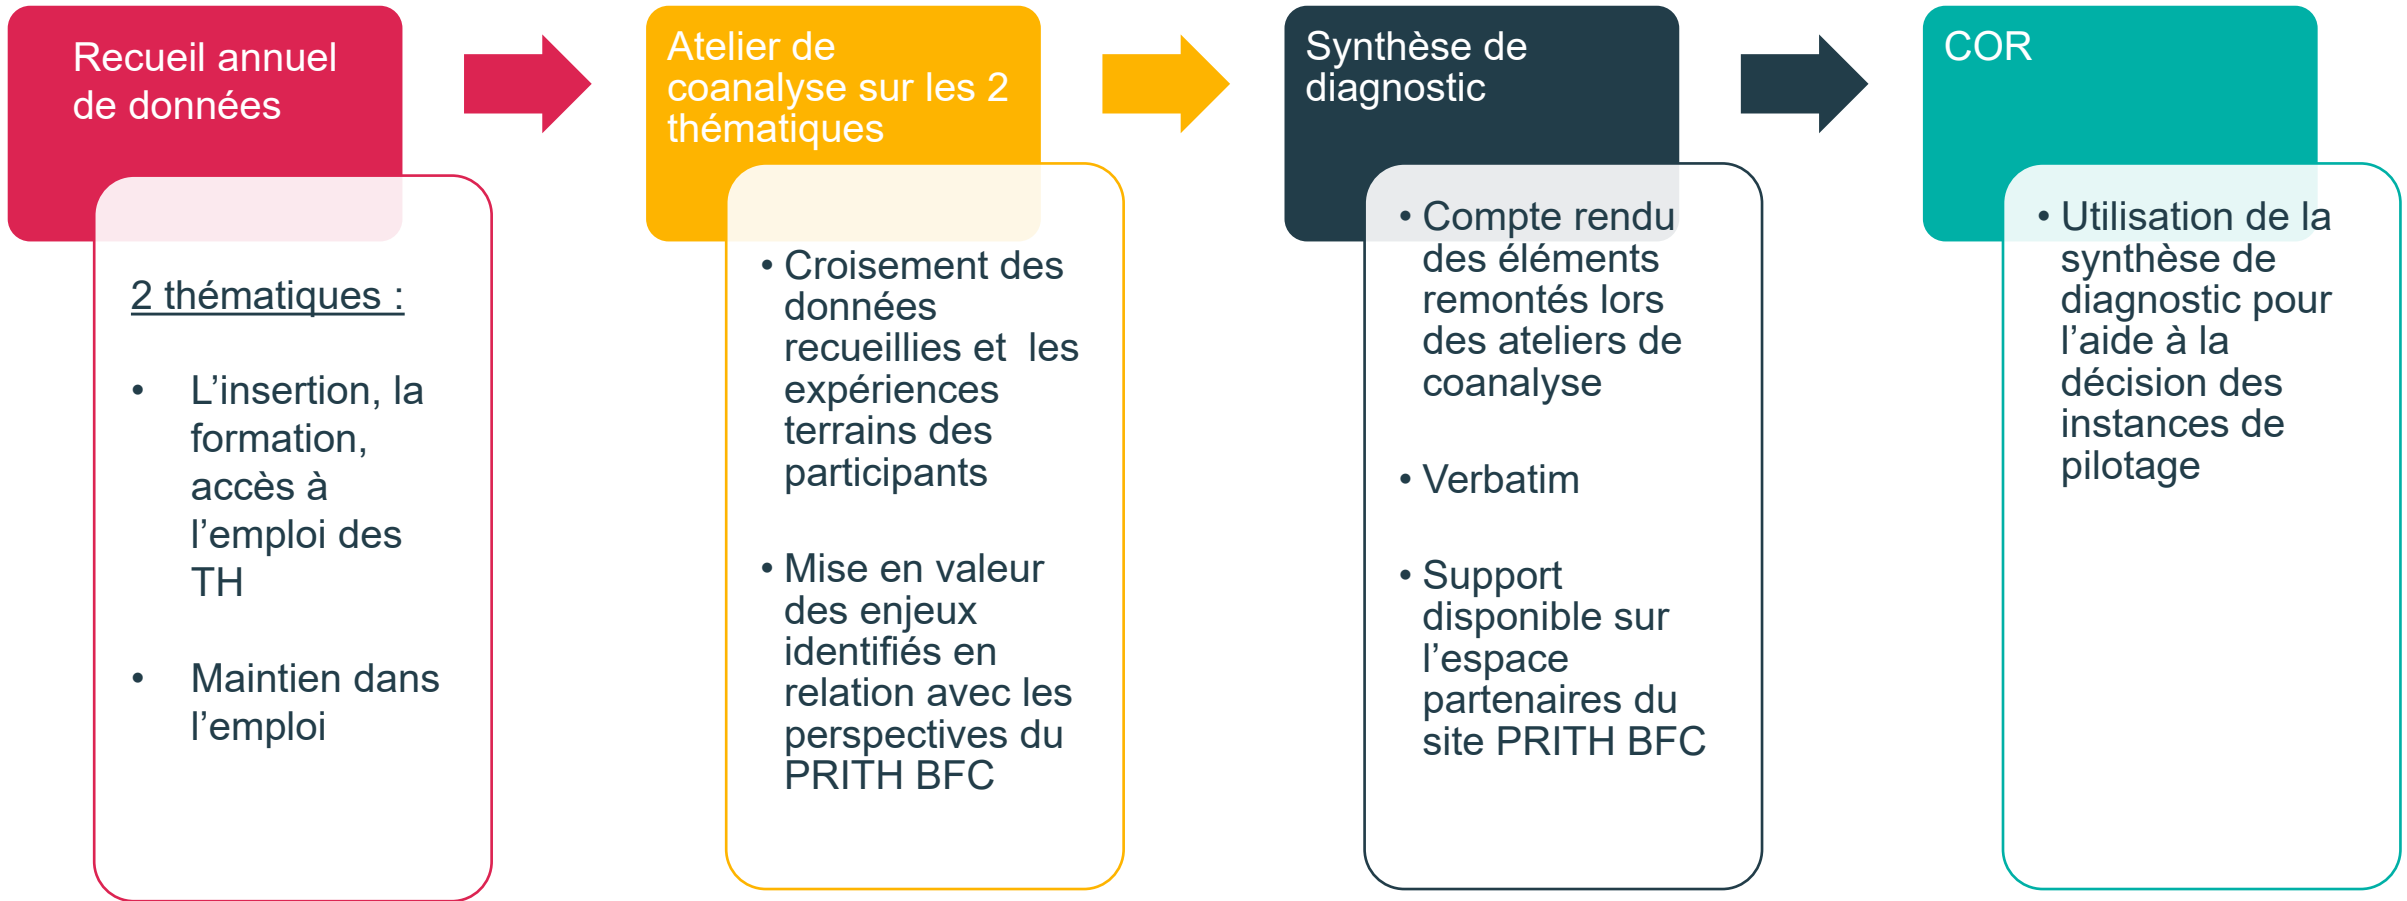 Recueil annuel
de données
2 thématiques :
• L’insertion, la
formation,
accès à
l’emploi des
TH
• Maintien dans
l’emploi
Atelier de
coanalyse sur les 2
thématiques
• Croisement des
données
recueillies et  les
expériences
terrains des
participants
• Mise en valeur
des enjeux
identifiés en
relation avec les
perspectives du
PRITH BFC
Synthèse de
diagnostic
• Compte rendu
des éléments
remontés lors
des ateliers de
coanalyse
• Verbatim
• Support
disponible sur
l’espace
partenaires du
site PRITH BFC
COR
• Utilisation de la
synthèse de
diagnostic pour
l’aide à la
décision des
instances de
pilotage